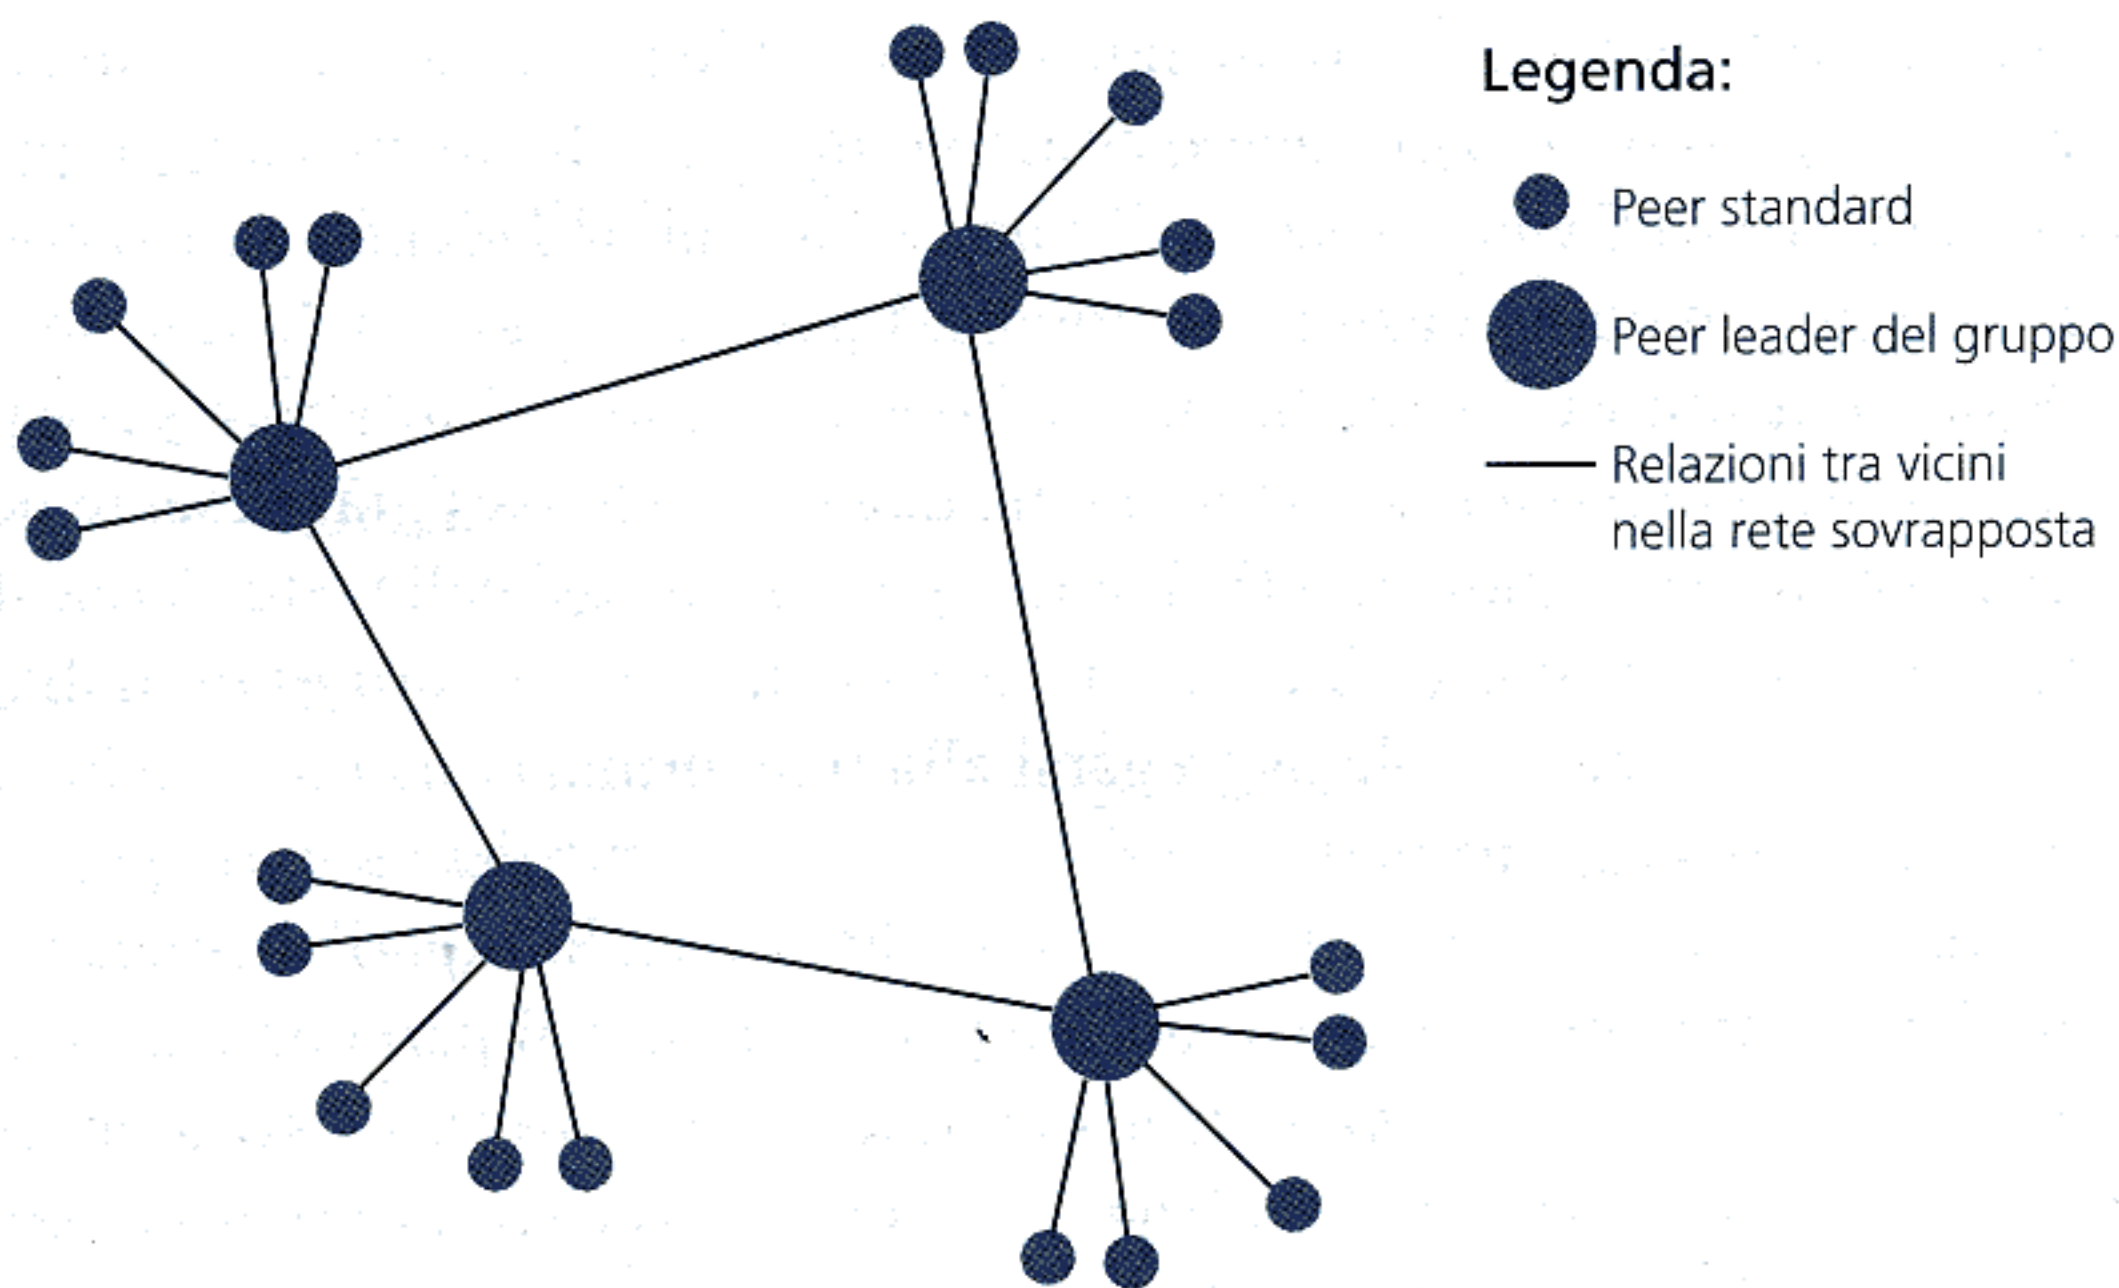 Legenda:
Peer standard
Peer leader del gruppo
Relazioni tra vicini
nella rete sovrapposta